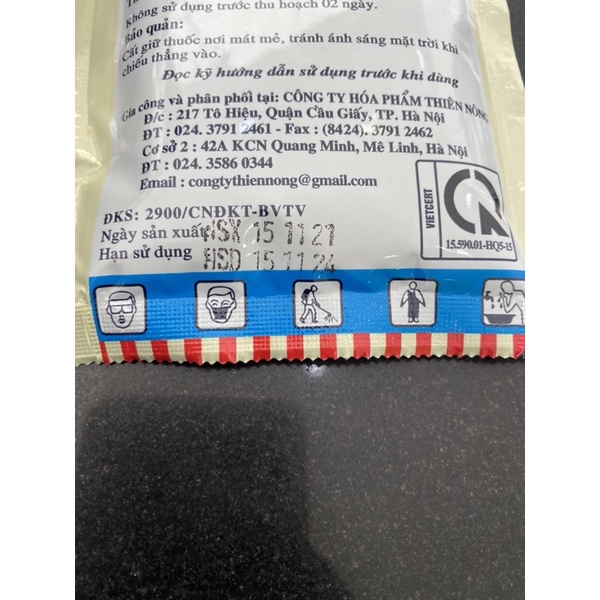 Không sử dụng trước thu hoạch 02 ngày.
Bảo quản:
Cất giữ thuốc nơi mát mẻ, tránh ánh sáng mặt trời khi
chiếu thẳng vào.
Đọc kỹ hướng dẫn sử dụng trước khi dùng
Gia công và phân phối tại: CÔNG TY HÓA PHẨM THIÊN NÔNG
Đ/c : 217 Tô Hiệu, Quận Cầu Giấy, TP. Hà Nội
ĐT : 024. 3791 2461 - Fax : (8424). 3791 2462
Cơ sở 2 : 42A KCN Quang Minh, Mê Linh, Hà Nội
ĐT : 024. 3586 0344
Email : congtythiennong@gmail.com
VIETCERT
15.590.01-HQ5-15
ĐKS: 2900/CNĐKT-BVTV
Ngày sản xuất NSX 15 11 21
Hạn sử dụng HSD 15 11 24